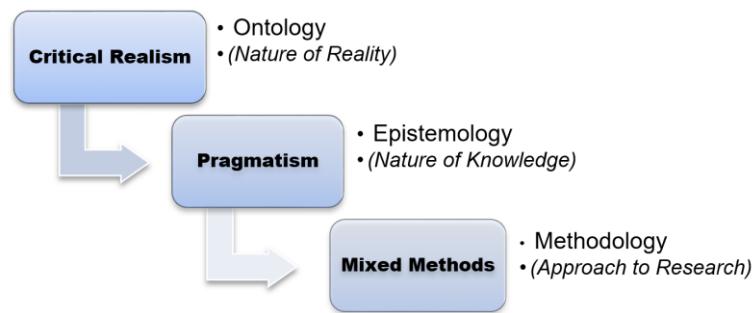 Critical Realism
• Ontology
• (Nature of Reality)
Pragmatism
• Epistemology
• (Nature of Knowledge)
Mixed Methods
• Methodology
• (Approach to Research)